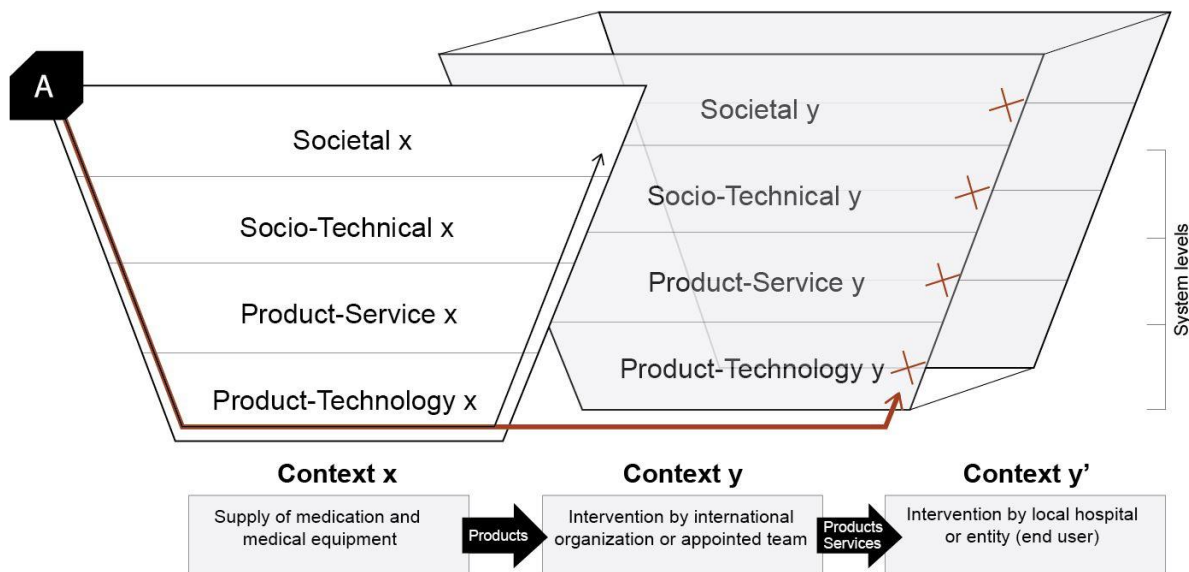 A
Societal x
Socio-Technical x
Product-Service x
Product-Technology x
Societal y
Socio-Technical y
Product-Service y
Product-Technology y
System levels
Context x
Context y
Context y’
Supply of medication and
medical equipment
Products
Intervention by international
organization or appointed team
Products
Services
Intervention by local hospital
or entity (end user)